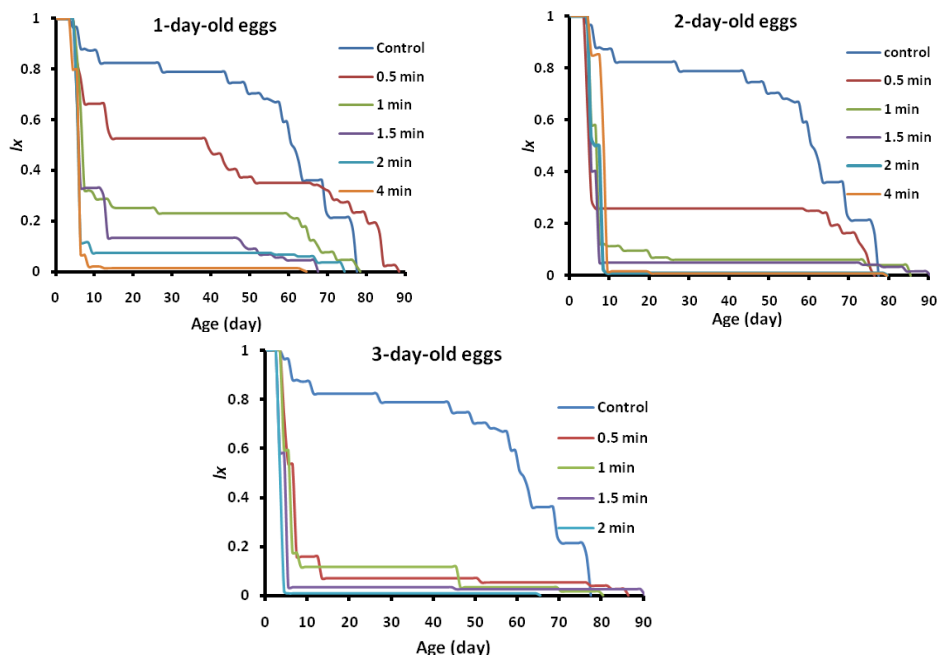 1-day-old eggs
lx
1
0.8
0.6
0.4
0.2
0
0 10 20 30 40 50 60 70 80 90
Age (day)
Control
0.5 min
1 min
1.5 min
2 min
4 min
2-day-old eggs
lx
1
0.8
0.6
0.4
0.2
0
0 10 20 30 40 50 60 70 80 90
Age (day)
control
0.5 min
1 min
1.5 min
2 min
4 min
3-day-old eggs
lx
1
0.8
0.6
0.4
0.2
0
0 10 20 30 40 50 60 70 80 90
Age (day)
Control
0.5 min
1 min
1.5 min
2 min